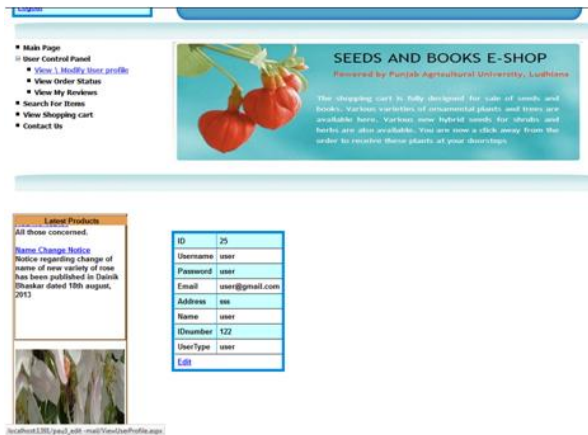 Logout
Main Page
User Control Panel
View \ Modify User profile
View Order Status
View My Reviews
Search For Items
View Shopping cart
Contact Us
SEEDS AND BOOKS E-SHOP
Powered by Punjab Agricultural University, Ludhiana
The shopping cart is fully designed for sale of seeds and
books. Various varieties of ornamental plants and trees are
available here. Various new hybrid seeds for shrubs and
herbs are also available. You are now a click away from the
order to receive these plants at your doorsteps
Latest Products
All those concerned.
Name Change Notice
Notice regarding change of
name of new variety of rose
has been published in Dainik
Bhaskar dated 18th august,
2013
ID 25
Username user
Password user
Email user@gmail.com
Address sss
Name user
IDnumber 122
UserType user
Edit